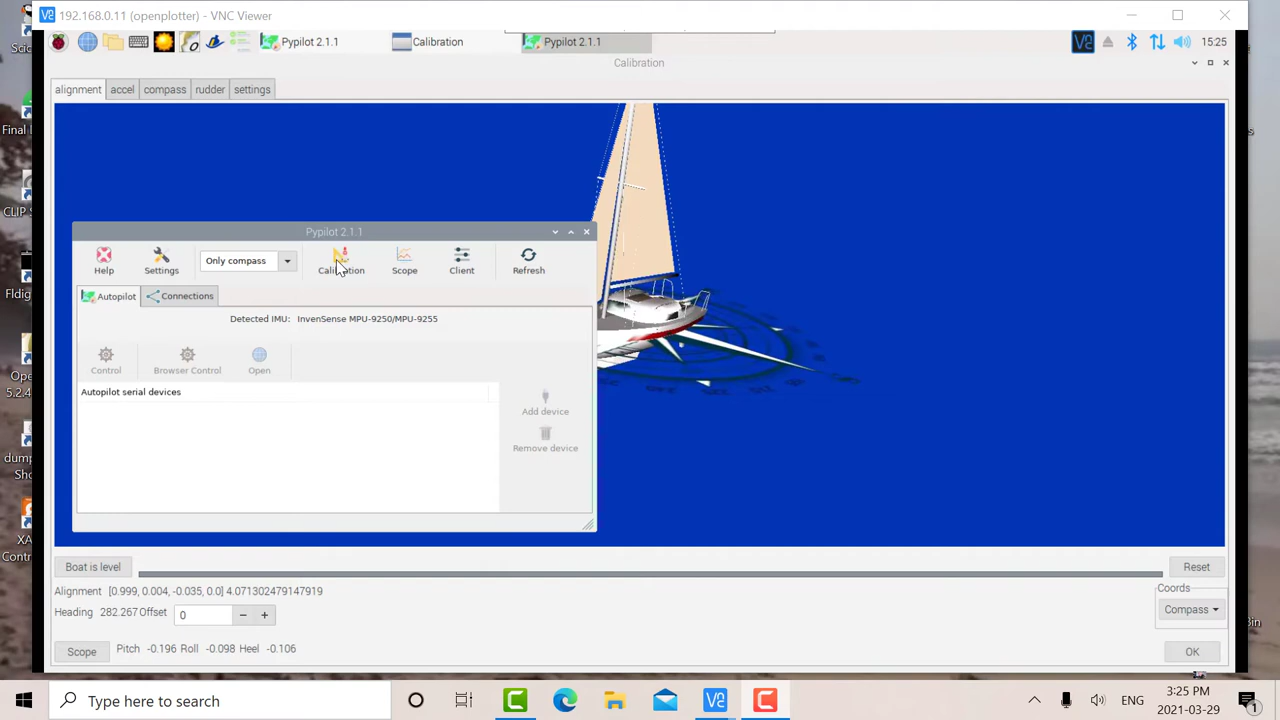 192.168.0.11 (openplotter) - VNC Viewer
Pypilot 2.1.1
Calibration
Pypilot 2.1.1
15:25
Calibration
alignment
accel
compass
rudder
settings
Pypilot 2.1.1
Help
Settings
Only compass
Calibration
Scope
Client
Refresh
Autopilot
Connections
Detected IMU: InvenSense MPU-9250/MPU-9255
Control
Browser Control
Open
Autopilot serial devices
Add device
Remove device
Boat is level
Reset
Alignment [0.999, 0.004, -0.035, 0.0] 4.071302479147919
Coords
Heading 282.267 Offset 0 - +
Compass
Scope
Pitch -0.196 Roll -0.098 Heel -0.106
OK
Type here to search
ENG
3:25 PM
2021-03-29
1